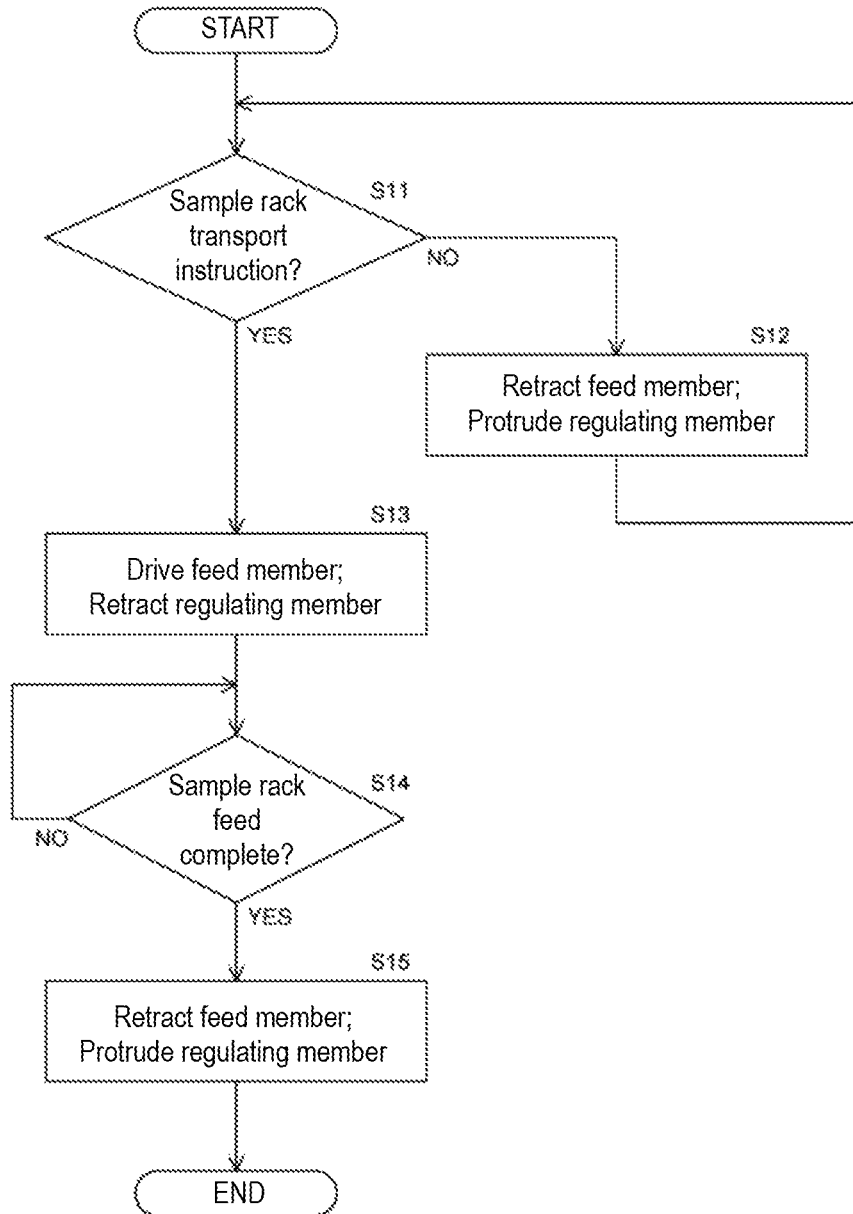 START
S11
Sample rack
transport
instruction?
NO
YES
S12
Retract feed member;
Protrude regulating member
S13
Drive feed member;
Retract regulating member
S14
Sample rack
feed
complete?
NO
YES
S15
Retract feed member;
Protrude regulating member
END